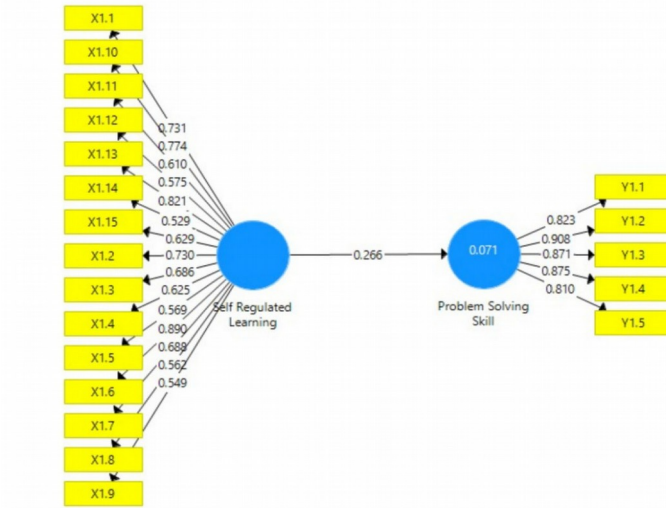 X1.1
X1.10
X1.11
X1.12
X1.13
X1.14
X1.15
X1.2
X1.3
X1.4
X1.5
X1.6
X1.7
X1.8
X1.9
0.731
0.774
0.610
0.575
0.821
0.529
0.629
0.730
0.686
0.625
0.569
0.890
0.688
0.562
0.549
Self Regulated
Learning
0.266
0.071
Problem Solving
Skill
0.823
0.908
0.871
0.875
0.810
Y1.1
Y1.2
Y1.3
Y1.4
Y1.5